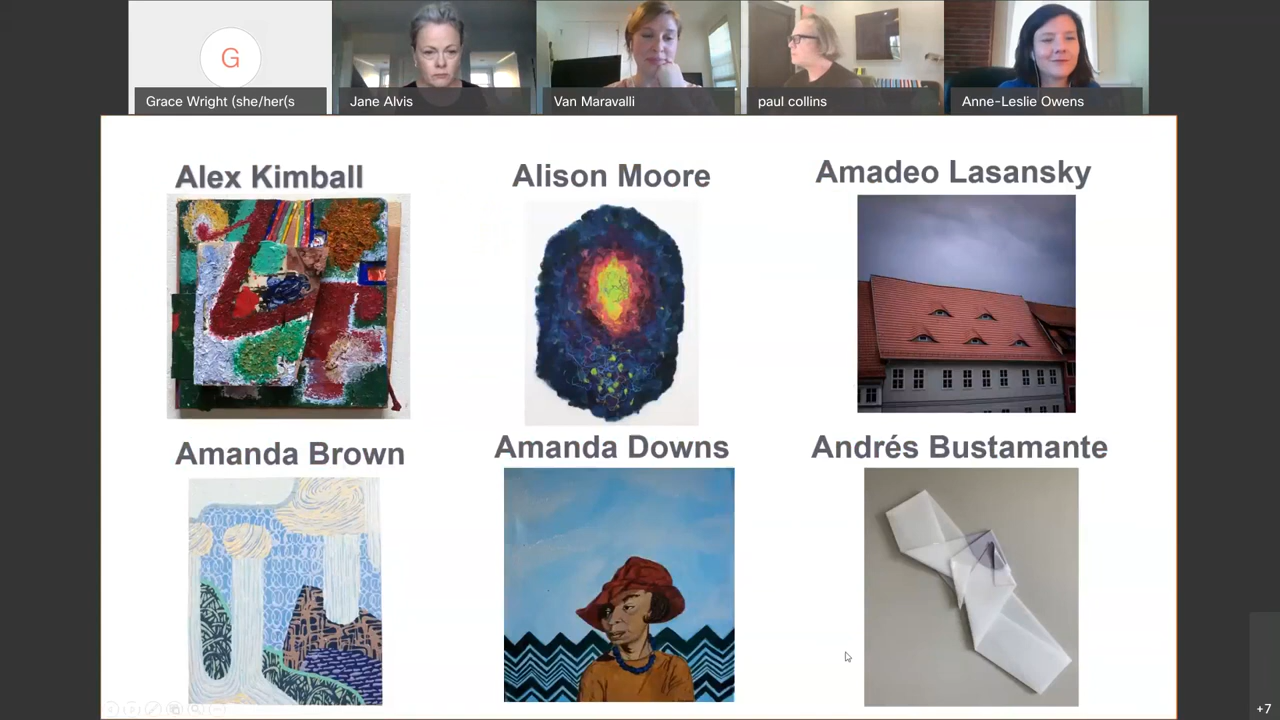 G
Grace Wright (she/her(s
Jane Alvis
Van Maravalli
paul collins
Anne-Leslie Owens
Alex Kimball
Alison Moore
Amadeo Lasansky
Amanda Brown
Amanda Downs
Andrés Bustamante
+7